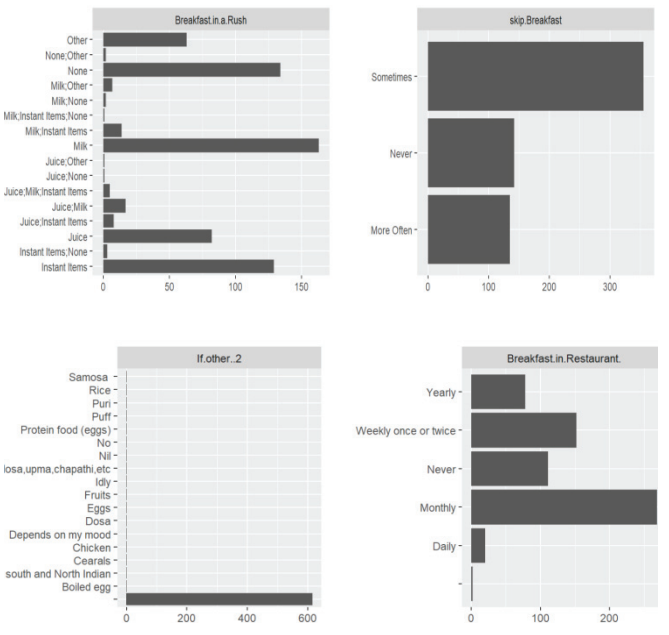 Breakfast.in.a.Rush
Other
None;Other
None
Milk;Other
Milk;None
Milk;Instant Items;None
Milk;Instant Items
Milk
Juice;Other
Juice;None
Juice;Milk;Instant Items
Juice;Milk
Juice;Instant Items
Juice
Instant Items;None
Instant Items
0 50 100 150
skip.Breakfast
Sometimes
Never
More Often
0 100 200 300
If.other..2
Samosa
Rice
Puri
Puff
Protein food (eggs)
No
Nil
losa,upma,chapathi,etc
Idly
Fruits
Eggs
Dosa
Depends on my mood
Chicken
Cearals
south and North Indian
Boiled egg
0 200 400 600
Breakfast.in.Restaurant.
Yearly
Weekly once or twice
Never
Monthly
Daily
0 100 200